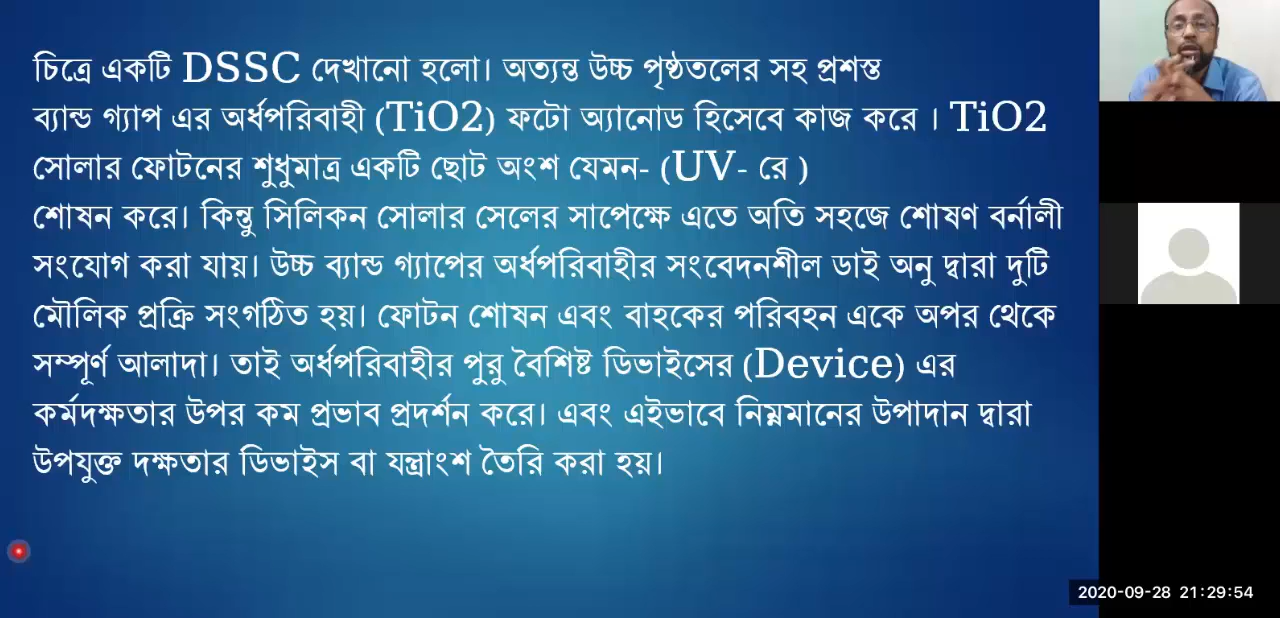 চিত্রে একটি DSSC দেখানো হলো। অত্যন্ত উচ্চ পৃষ্ঠতলের সহ প্রশস্ত
ব্যান্ড গ্যাপ এর অর্ধপরিবাহী (TiO2) ফটো অ্যানোড হিসেবে কাজ করে । TiO2
সোলার ফোটনের শুধুমাত্র একটি ছোট অংশ যেমন- (UV- রে )
শোষন করে। কিন্তু সিলিকন সোলার সেলের সাপেক্ষে এতে অতি সহজে শোষণ বর্নালী
সংযোগ করা যায়। উচ্চ ব্যান্ড গ্যাপের অর্ধপরিবাহীর সংবেদনশীল ডাই অনু দ্বারা দুটি
মৌলিক প্রক্রি সংগঠিত হয়। ফোটন শোষন এবং বাহকের পরিবহন একে অপর থেকে
সম্পূর্ণ আলাদা। তাই অর্ধপরিবাহীর পুরু বৈশিষ্ট ডিভাইসের (Device) এর
কর্মদক্ষতার উপর কম প্রভাব প্রদর্শন করে। এবং এইভাবে নিম্নমানের উপাদান দ্বারা
উপযুক্ত দক্ষতার ডিভাইস বা যন্ত্রাংশ তৈরি করা হয়।
2020-09-28 21:29:54